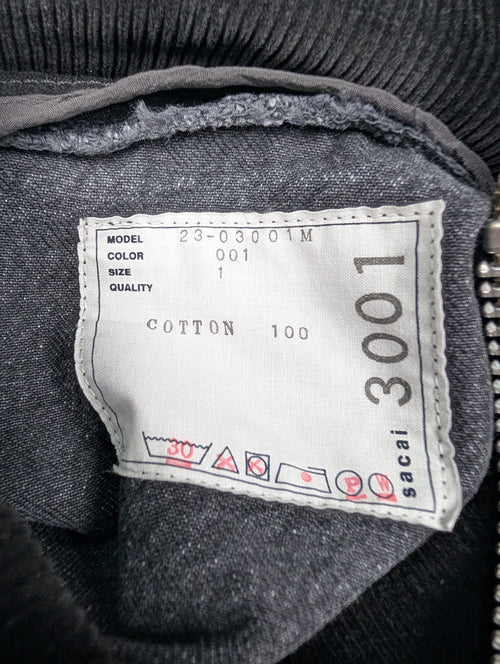 MODEL 23-03001M
COLOR 001
SIZE 1
QUALITY
COTTON 100
30
P W
sacai 3001